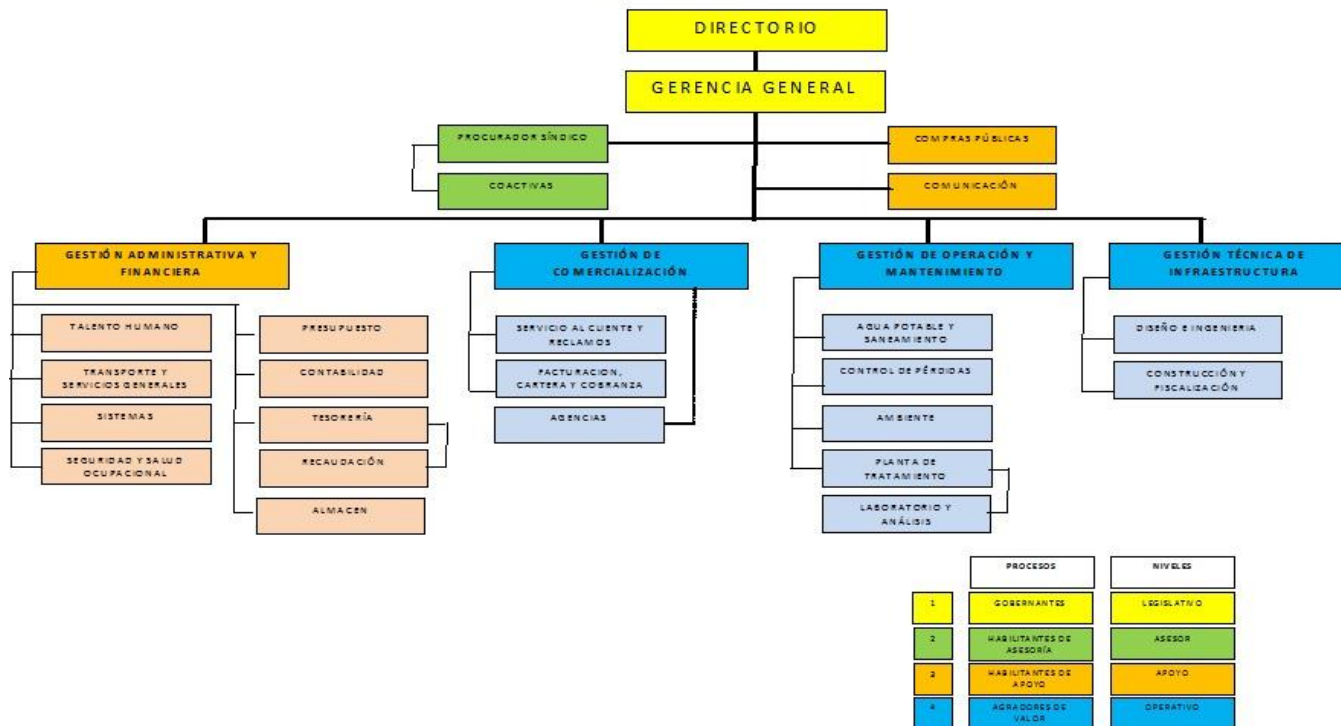 DIRECTORIO
GERENCIA GENERAL
PROCURADOR SÍNDICO
COMPRAS PÚBLICAS
COACTIVAS
COMUNICACIÓN
GESTIÓN ADMINISTRATIVA Y
FINANCIERA
GESTIÓN DE
COMERCIALIZACIÓN
GESTIÓN DE OPERACIÓN Y
MANTENIMIENTO
GESTIÓN TÉCNICA DE
INFRAESTRUCTURA
TALENTO HUMANO
TRANSPORTE Y
SERVICIOS GENERALES
SISTEMAS
SEGURIDAD Y SALUD
OCUPACIONAL
PRESUPUESTO
CONTABILIDAD
TESORERÍA
RECAUDACIÓN
ALMACEN
SERVICIO AL CLIENTE Y
RECLAMOS
FACTURACION,
CARTERA Y COBRANZA
AGENCIAS
AGUA POTABLE Y
SANEAMIENTO
CONTROL DE PÉRDIDAS
AMBIENTE
PLANTA DE
TRATAMIENTO
LABORATORIO Y
ANÁLISIS
DISEÑO E INGENIERIA
CONSTRUCCIÓN Y
FISCALIZACIÓN
PROCESOS
NIVELES
1
GOBERNANTES
LEGISLATIVO
2
HABILITANTES DE
ASESORÍA
ASESOR
3
HABILITANTES DE
APOYO
APOYO
4
AGRADORES DE
VALOR
OPERATIVO